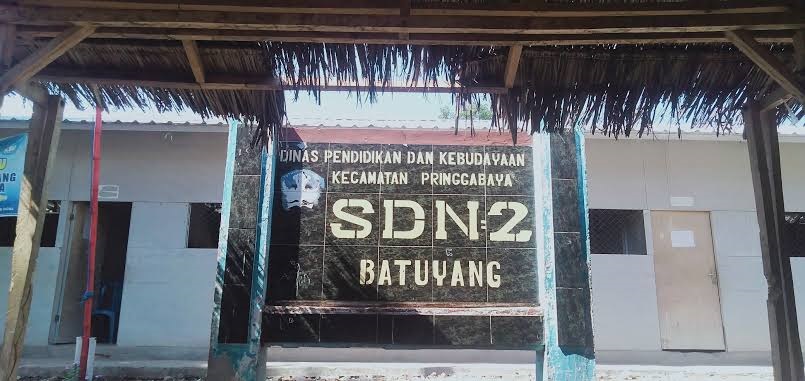 DINAS PENDIDIKAN DAN KEBUDAYAAN
KECAMATAN PRINGGABAYA
SDN=2
BATUYANG